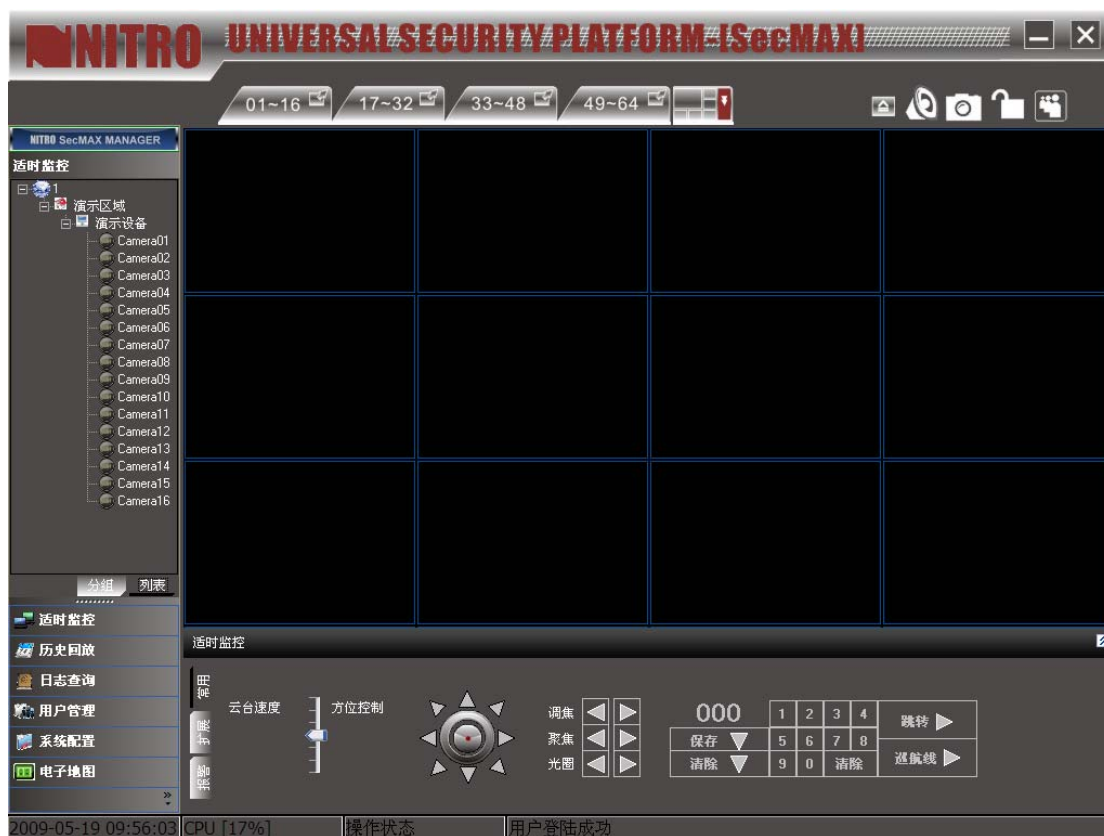 NITRO
UNIVERSAL SECURITY PLATFORM-[SecMAX]
01~16
17~32
33~48
49~64
NITRO SecMAX MANAGER
适时监控
1
演示区域
演示设备
Camera01
Camera02
Camera03
Camera04
Camera05
Camera06
Camera07
Camera08
Camera09
Camera10
Camera11
Camera12
Camera13
Camera14
Camera15
Camera16
分组 列表
适时监控
历史回放
日志查询
用户管理
系统配置
电子地图
适时监控
常用
扩展
报警
云台速度
方位控制
调焦
聚焦
光圈
000
保存
清除
1 2 3 4
5 6 7 8
9 0 清除
跳转
巡航线
2009-05-19 09:56:03 CPU [17%] 操作状态 用户登陆成功